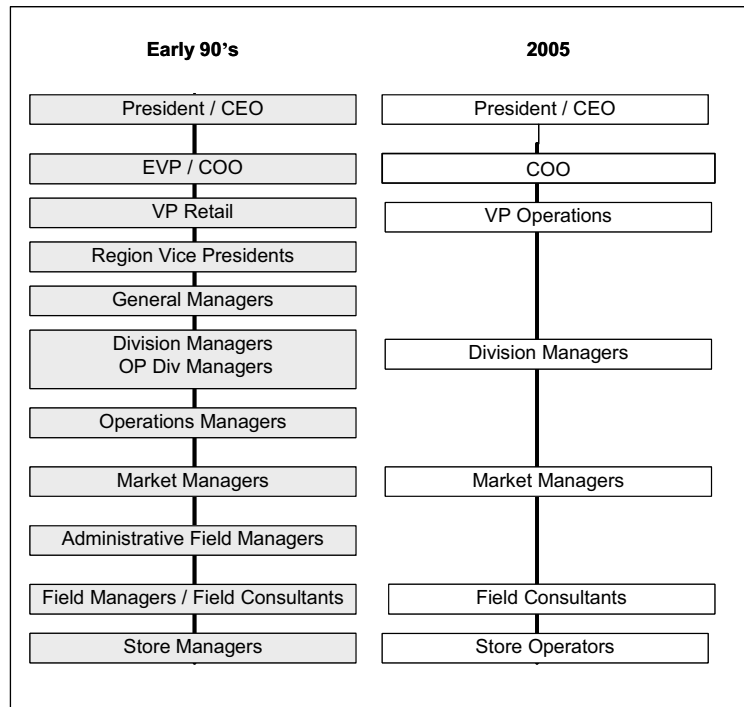 Early 90's
President / CEO
EVP / COO
VP Retail
Region Vice Presidents
General Managers
Division Managers
OP Div Managers
Operations Managers
Market Managers
Administrative Field Managers
Field Managers / Field Consultants
Store Managers
2005
President / CEO
COO
VP Operations
Division Managers
Market Managers
Field Consultants
Store Operators